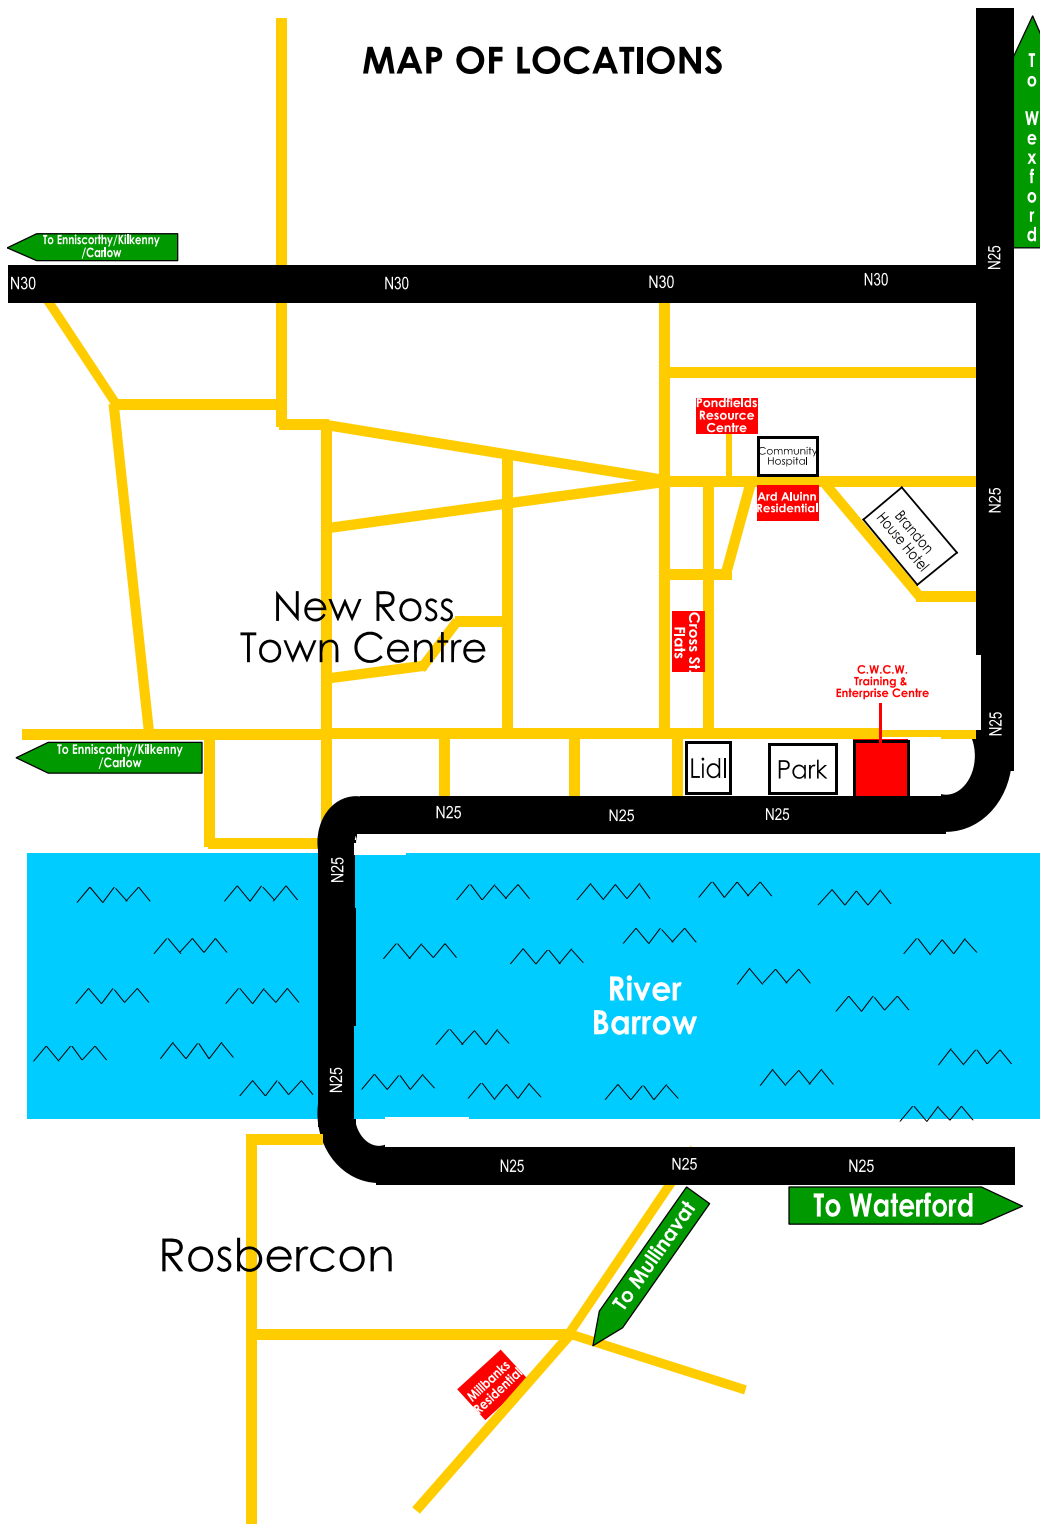 MAP OF LOCATIONS
To Wexford
To Enniscorthy/Kilkenny
/Carlow
N25
N30
N30
N30
N30
Pondfields
Resource
Centre
Community
Hospital
Ard Aluinn
Residential
N25
Brandon
House Hotel
New Ross
Town Centre
Cross St
Flats
C.W.C.W.
Training &
Enterprise Centre
N25
To Enniscorthy/Kilkenny
/Carlow
Lidl
Park
N25
N25
N25
N25
River
Barrow
N25
N25
N25
N25
To Waterford
To Mullinavat
Rosbercon
Millbanks
Residential